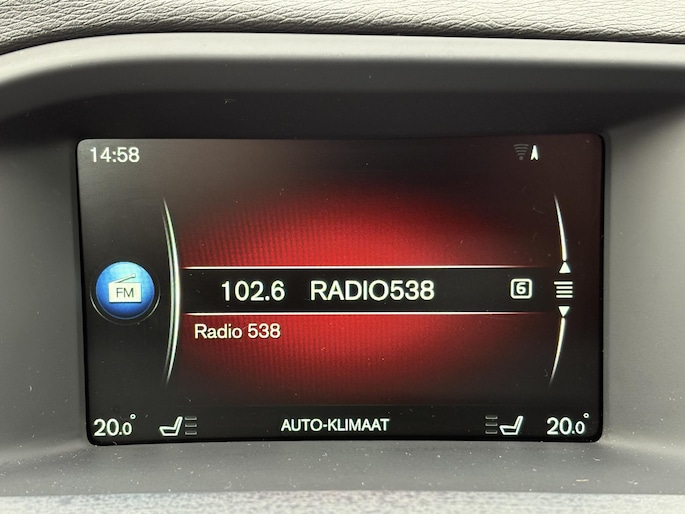 14:58
FM
102.6 RADIO538 6
Radio 538
20.0° AUTO-KLIMAAT 20.0°